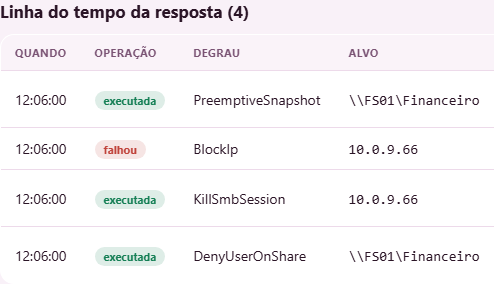 Linha do tempo da resposta (4)
QUANDO OPERAÇÃO DEGRAU ALVO
12:06:00 executada PreemptiveSnapshot \\FS01\Financeiro
12:06:00 falhou BlockIp 10.0.9.66
12:06:00 executada KillSmbSession 10.0.9.66
12:06:00 executada DenyUserOnShare \\FS01\Financeiro